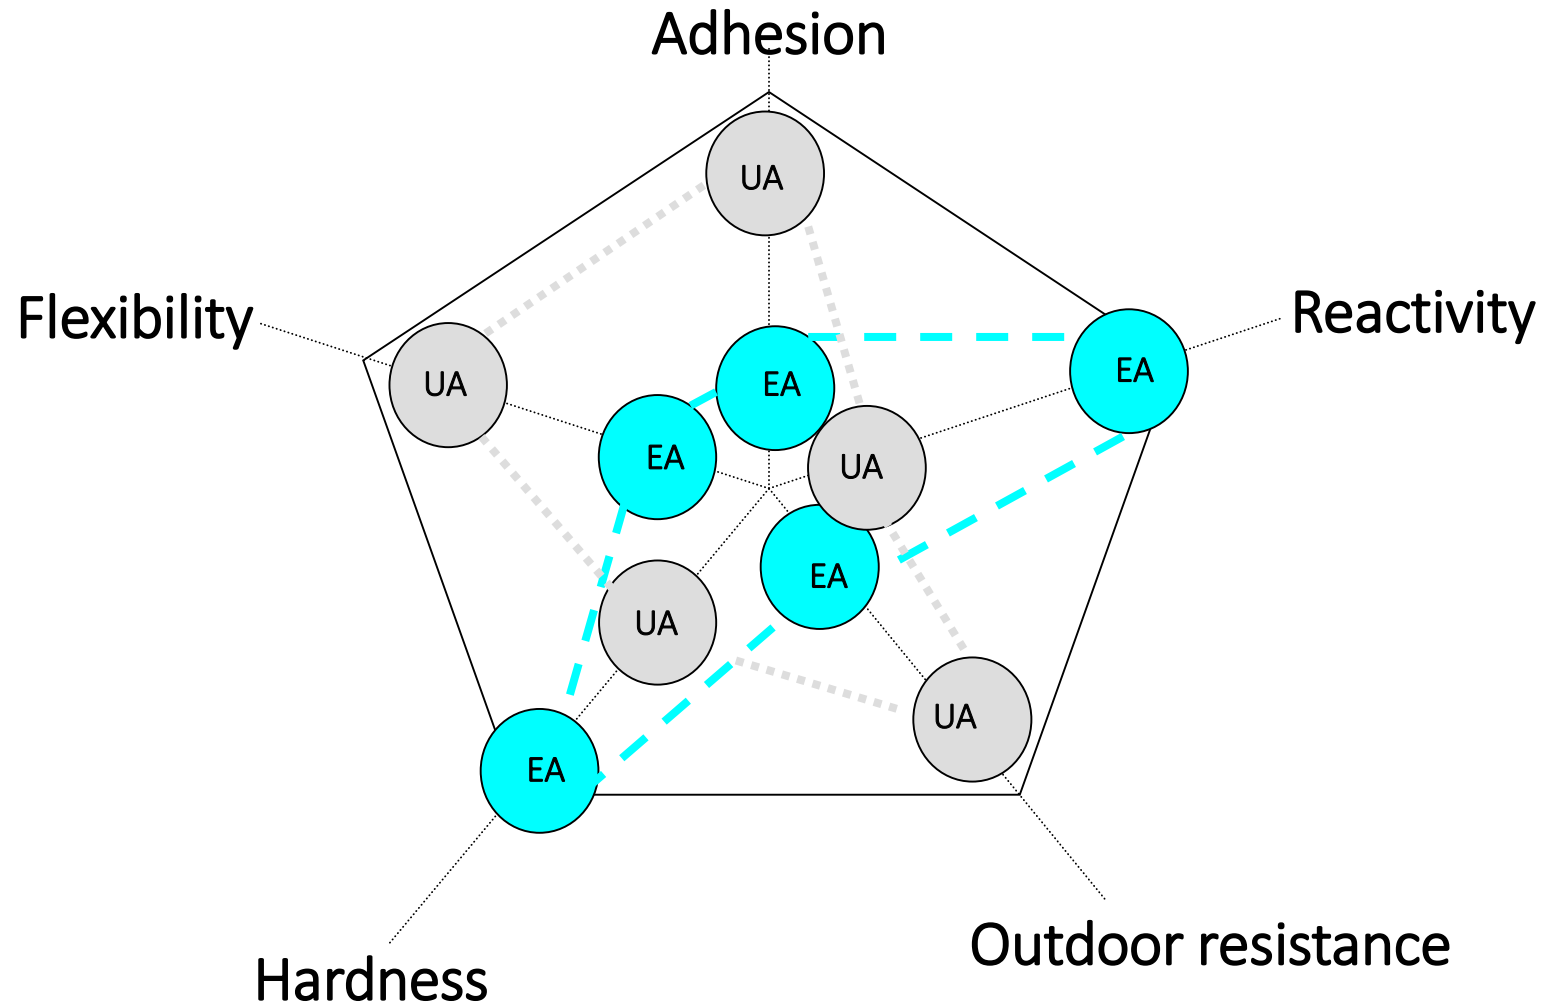 Adhesion
UA
Flexibility
Reactivity
UA
EA
EA
EA
UA
EA
UA
UA
EA
Outdoor resistance
Hardness